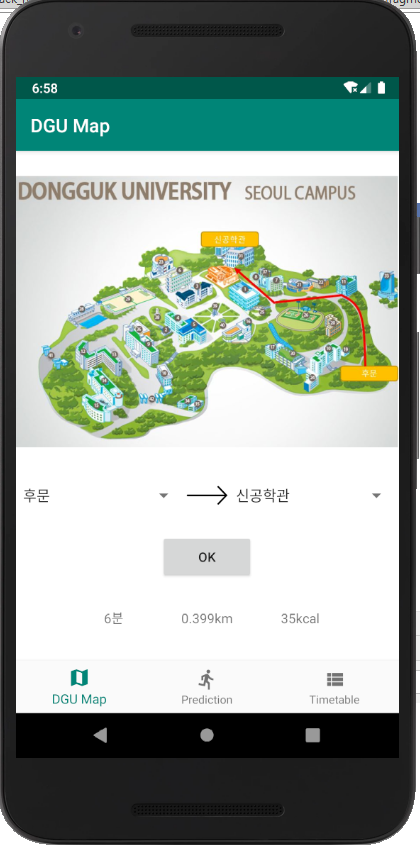 6:58
DGU Map
DONGGUK UNIVERSITY SEOUL CAMPUS
신공학관
후문
후문
신공학관
OK
6분 0.399km 35kcal
DGU Map Prediction Timetable